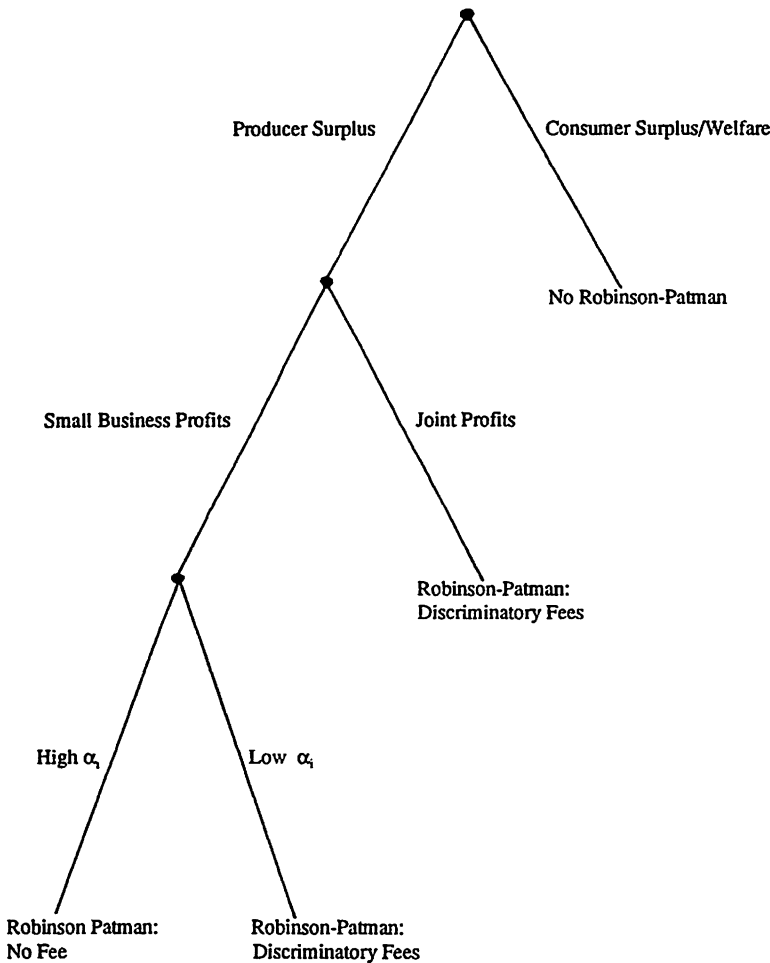 Producer Surplus
Consumer Surplus/Welfare
No Robinson-Patman
Small Business Profits
Joint Profits
Robinson-Patman:
Discriminatory Fees
High αᵢ
Low αᵢ
Robinson Patman:
No Fee
Robinson-Patman:
Discriminatory Fees